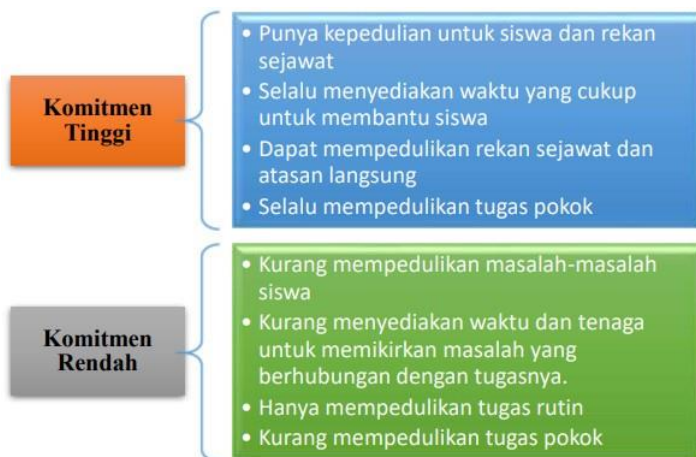 Komitmen
Tinggi
• Punya kepedulian untuk siswa dan rekan
sejawat
• Selalu menyediakan waktu yang cukup
untuk membantu siswa
• Dapat mempedulikan rekan sejawat dan
atasan langsung
• Selalu mempedulikan tugas pokok
Komitmen
Rendah
• Kurang mempedulikan masalah-masalah
siswa
• Kurang menyediakan waktu dan tenaga
untuk memikirkan masalah yang
berhubungan dengan tugasnya.
• Hanya mempedulikan tugas rutin
• Kurang mempedulikan tugas pokok